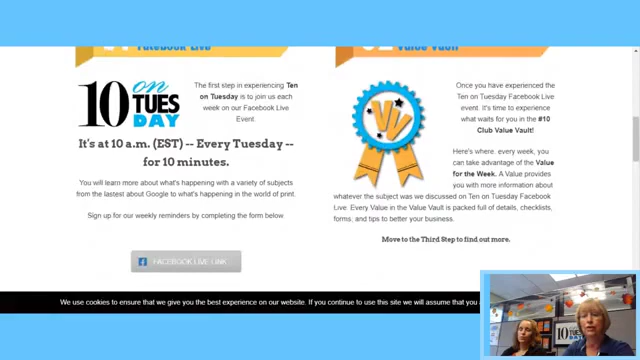 01 Facebook Live
02 Value Vault
10 on TUES DAY
The first step in experiencing Ten
on Tuesday is to join us each
week on our Facebook Live
Event.
It's at 10 a.m. (EST) -- Every Tuesday --
for 10 minutes.
You will learn more about what's happening with a variety of subjects
from the lastest about Google to what's happening in the world of print.
Sign up for our weekly reminders by completing the form below
FACEBOOK LIVE LINK
VV
Once you have experienced the
Ten on Tuesday Facebook Live
event. It's time to experience
what waits for you in the #10
Club Value Vault!
Here's where, every week, you
can take advantage of the Value
for the Week. A Value provides
you with more information about
whatever the subject was we discussed on Ten on Tuesday Facebook
Live. Every Value in the Value Vault is packed full of details, checklists,
forms, and tips to better your business.
Move to the Third Step to find out more.
We use cookies to ensure that we give you the best experience on our website. If you continue to use this site we will assume that you
10 on TUES DAY